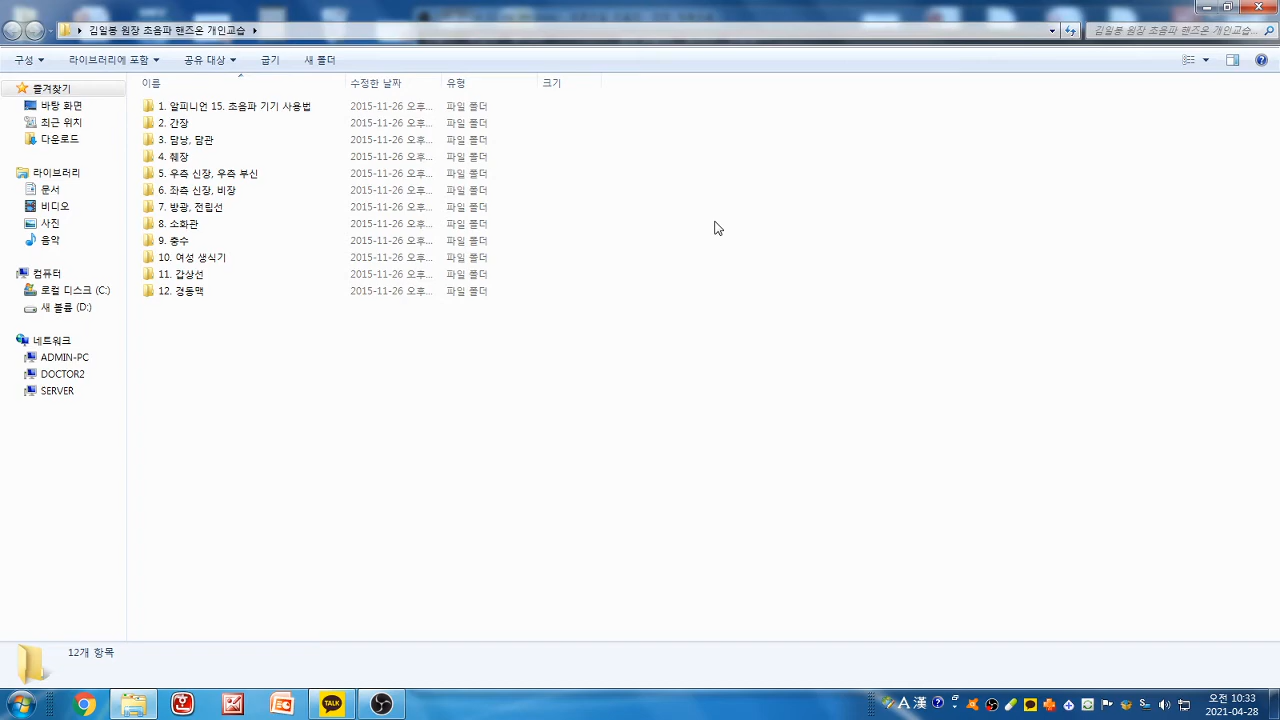 김일봉 원장 초음파 핸즈온 개인교습
김일봉 원장 초음파 핸즈온 개인교습...
구성 라이브러리에 포함 공유 대상 굽기 새 폴더
이름 수정한 날짜 유형 크기
즐겨찾기
바탕 화면
최근 위치
다운로드
라이브러리
문서
비디오
사진
음악
컴퓨터
로컬 디스크 (C:)
새 볼륨 (D:)
네트워크
ADMIN-PC
DOCTOR2
SERVER
1. 알피니언 15. 초음파 기기 사용법 2015-11-26 오후... 파일 폴더
2. 간장 2015-11-26 오후... 파일 폴더
3. 담낭, 담관 2015-11-26 오후... 파일 폴더
4. 췌장 2015-11-26 오후... 파일 폴더
5. 우측 신장, 우측 부신 2015-11-26 오후... 파일 폴더
6. 좌측 신장, 비장 2015-11-26 오후... 파일 폴더
7. 방광, 전립선 2015-11-26 오후... 파일 폴더
8. 소화관 2015-11-26 오후... 파일 폴더
9. 충수 2015-11-26 오후... 파일 폴더
10. 여성 생식기 2015-11-26 오후... 파일 폴더
11. 갑상선 2015-11-26 오후... 파일 폴더
12. 경동맥 2015-11-26 오후... 파일 폴더
12개 항목
TALK
A 漢
오전 10:33
2021-04-28